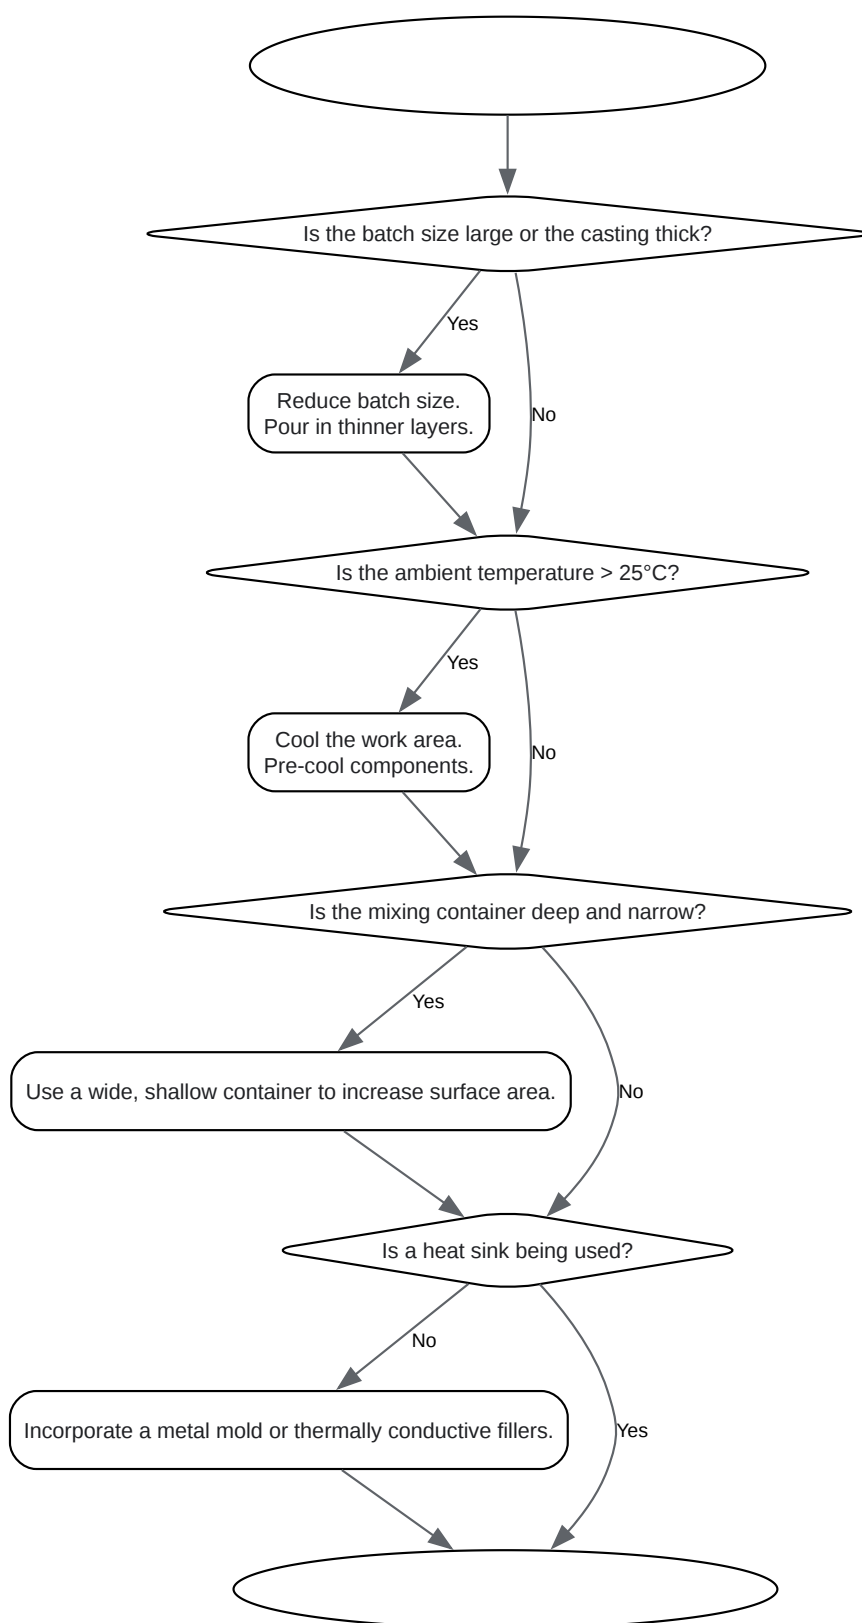 Is the batch size large or the casting thick?
Yes
Reduce batch size.
Pour in thinner layers.
No
Is the ambient temperature > 25°C?
Yes
Cool the work area.
Pre-cool components.
No
Is the mixing container deep and narrow?
Yes
Use a wide, shallow container to increase surface area.
No
Is a heat sink being used?
No
Incorporate a metal mold or thermally conductive fillers.
Yes